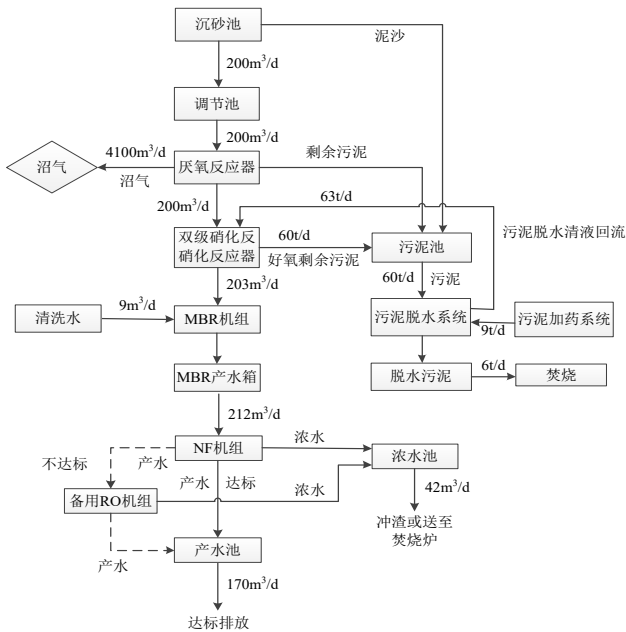 沉砂池
泥沙
200m³/d
调节池
200m³/d
4100m³/d
剩余污泥
沼气
厌氧反应器
沼气
200m³/d
63t/d
双级硝化反
硝化反应器
60t/d
好氧剩余污泥
污泥池
污泥脱水清液回流
203m³/d
60t/d
污泥
9m³/d
清洗水
MBR机组
污泥脱水系统
9t/d
污泥加药系统
MBR产水箱
脱水污泥
6t/d
焚烧
212m³/d
NF机组
浓水
浓水池
不达标
产水
产水
达标
备用RO机组
浓水
42m³/d
冲渣或送至
焚烧炉
产水
产水池
170m³/d
达标排放